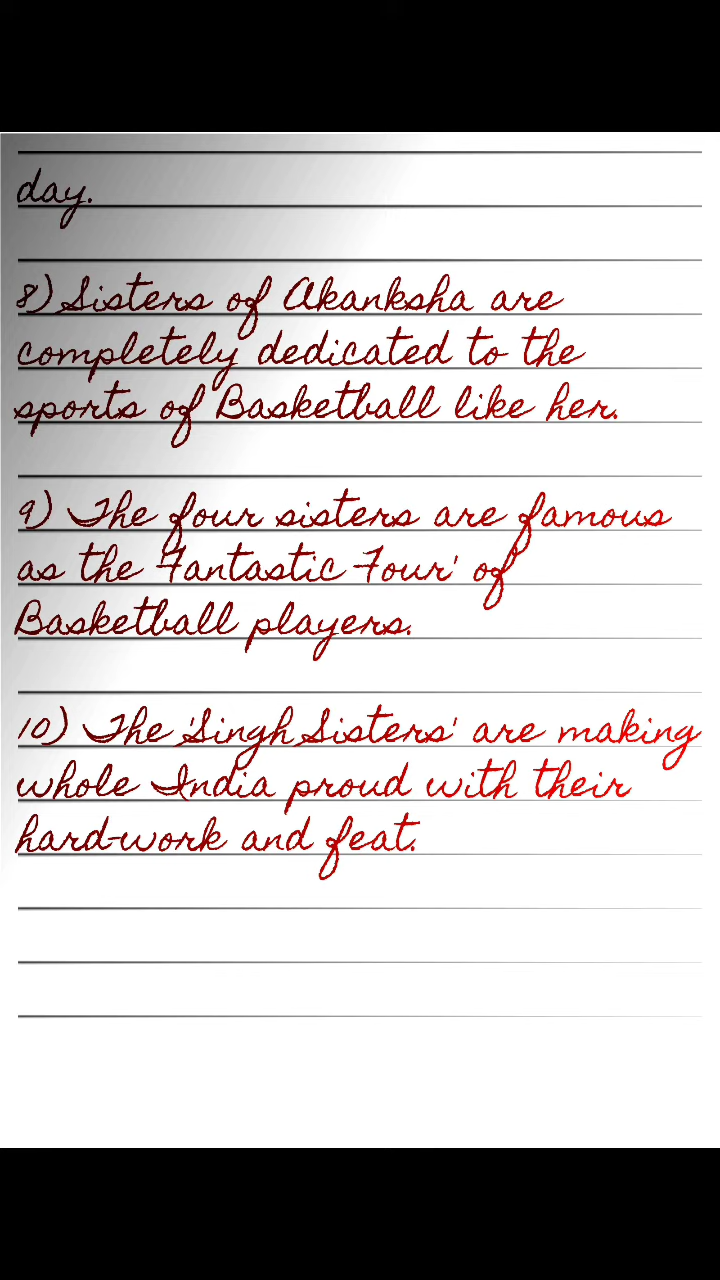 day.
8) Sisters of Akanksha are
completely dedicated to the
sports of Basketball like her.
9) The four sisters are famous
as the 'Fantastic Four' of
Basketball players.
10) The 'Singh Sisters' are making
whole India proud with their
hard-work and feat.